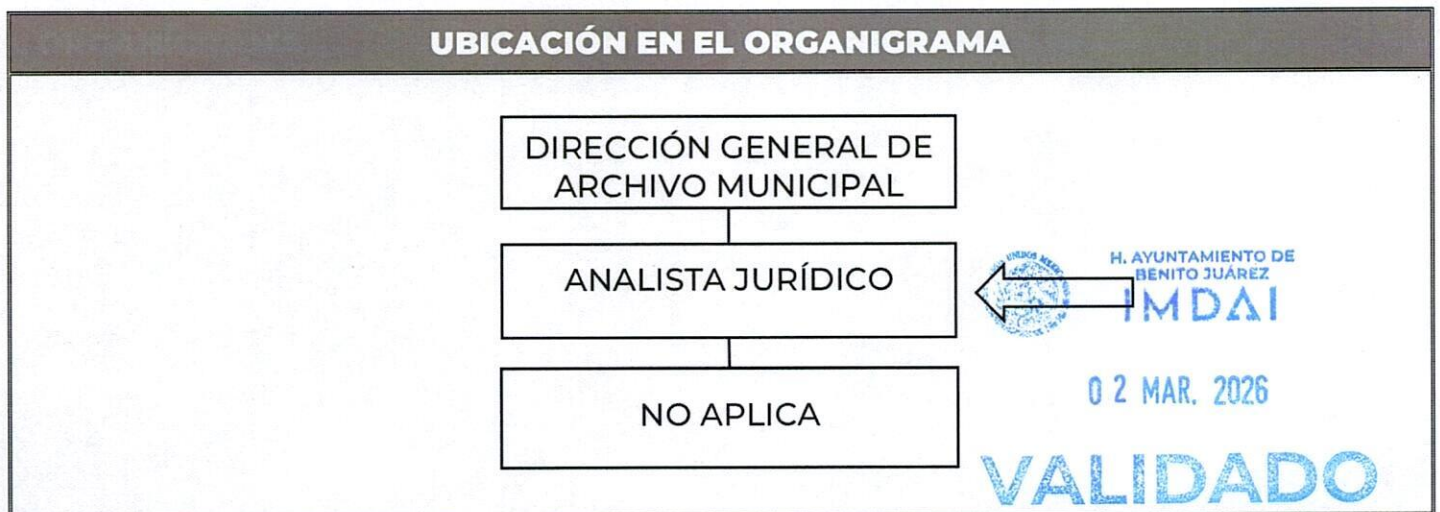 UBICACIÓN EN EL ORGANIGRAMA
DIRECCIÓN GENERAL DE
ARCHIVO MUNICIPAL
ANALISTA JURÍDICO
H. AYUNTAMIENTO DE
BENITO JUÁREZ
IMDAI
NO APLICA
02 MAR. 2026
VALIDADO